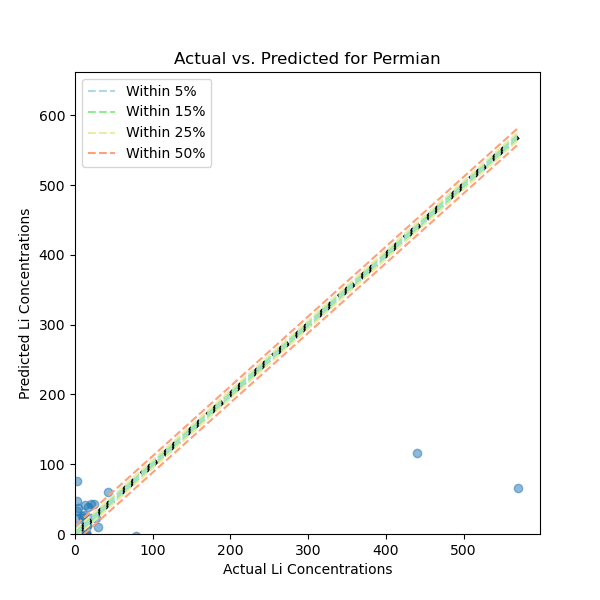 Actual vs. Predicted for Permian
Within 5%
Within 15%
Within 25%
Within 50%
600
500
400
300
200
100
0
Predicted Li Concentrations
0 100 200 300 400 500
Actual Li Concentrations